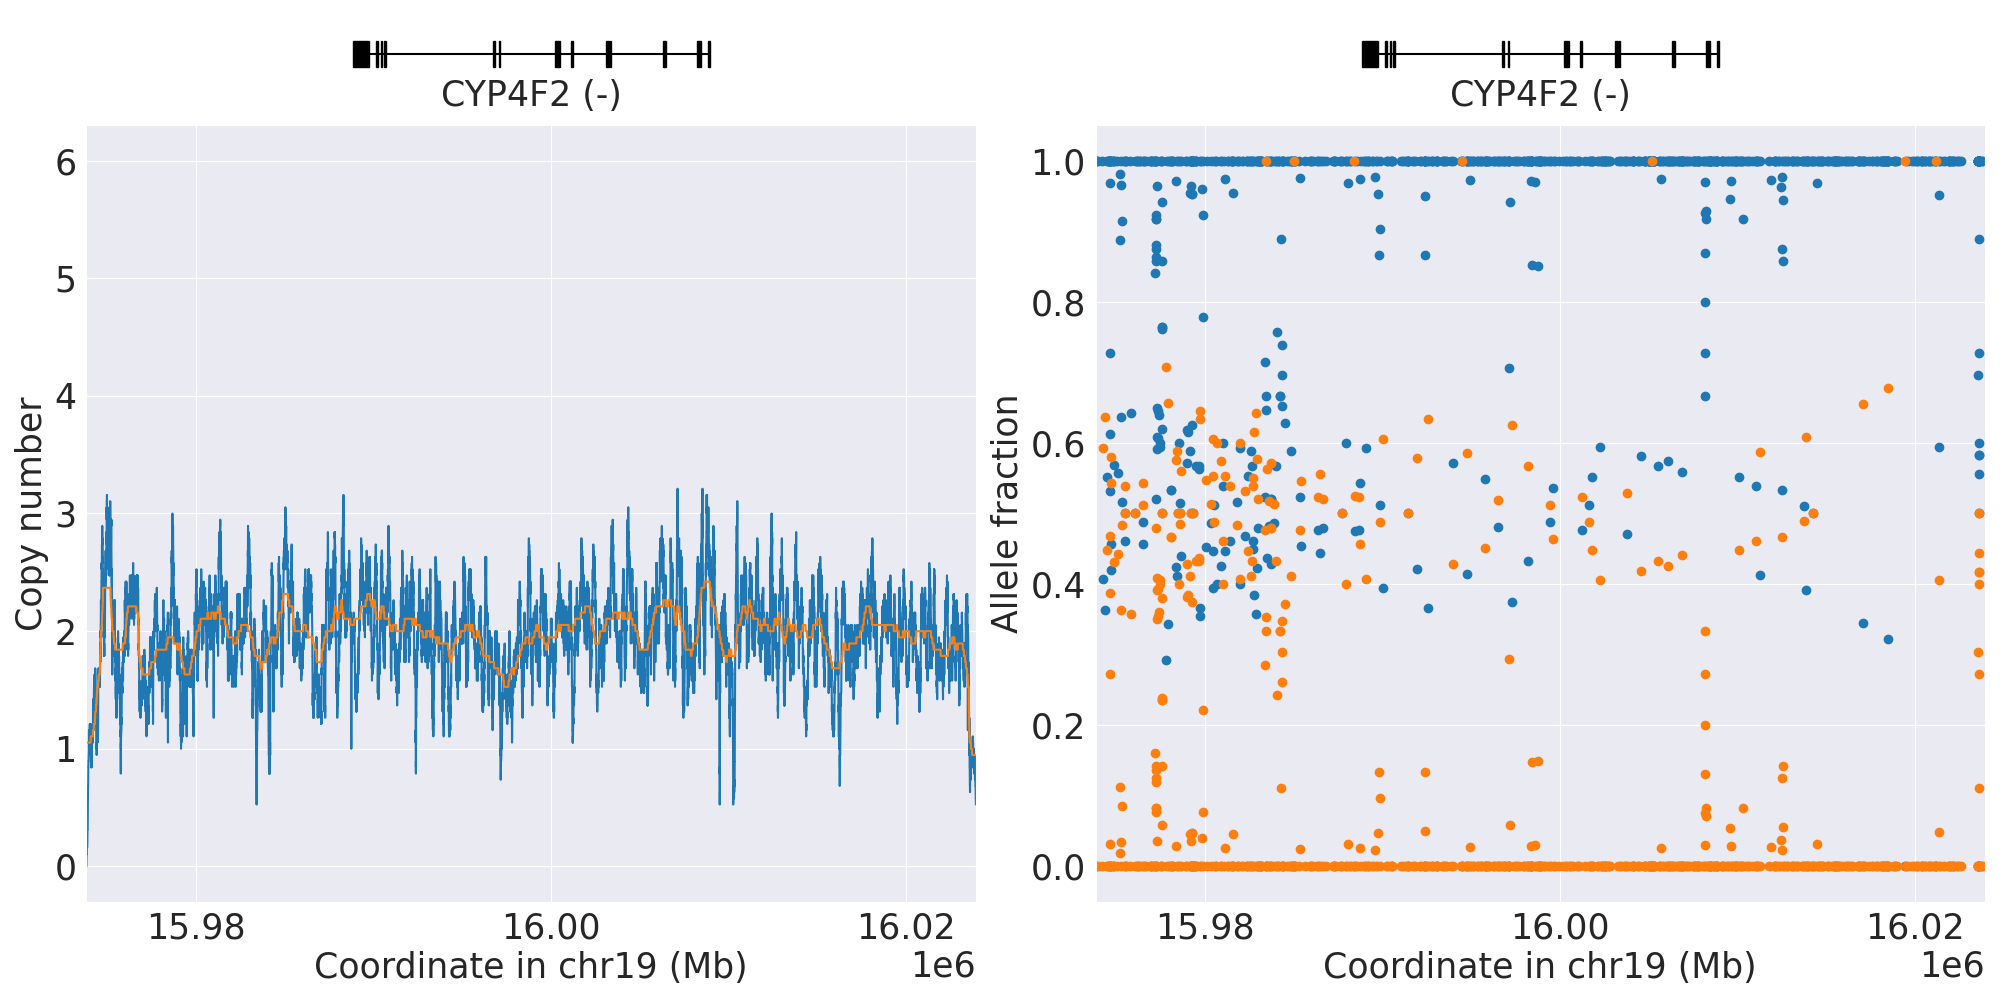 CYP4F2 (-)
CYP4F2 (-)
Copy number
6
5
4
3
2
1
0
15.98
16.00
16.02
Coordinate in chr19 (Mb)
1e6
Allele fraction
1.0
0.8
0.6
0.4
0.2
0.0
15.98
16.00
16.02
Coordinate in chr19 (Mb)
1e6